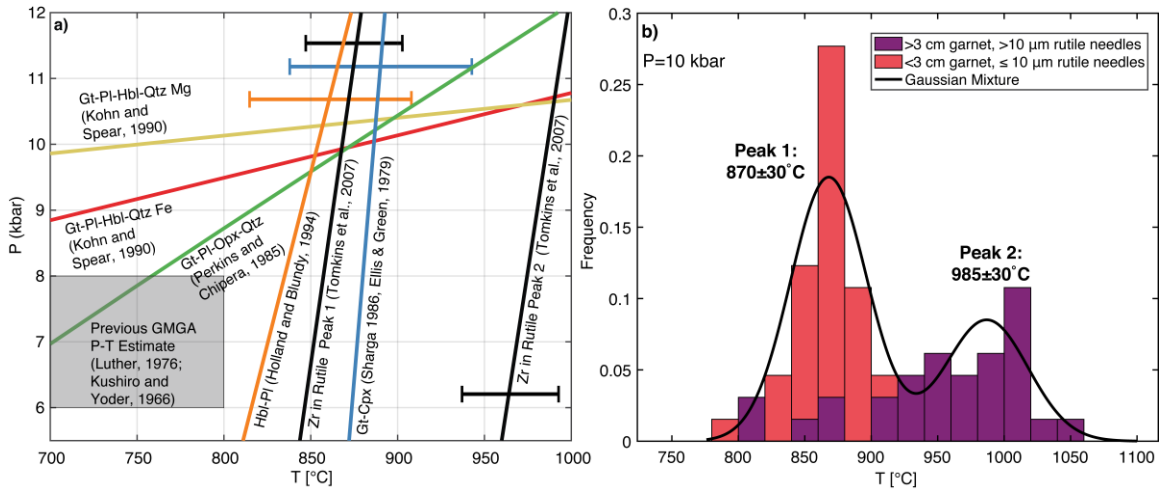 a)
12
11
10
9
8
7
6
P (kbar)
700
750
800
850
900
950
1000
T [°C]
Gt-Pl-Hbl-Qtz Mg
(Kohn and
Spear, 1990)
Gt-Pl-Hbl-Qtz Fe
(Kohn and
Spear, 1990)
Gt-Pl-Opx-Qtz
(Perkins and
Chipera, 1985)
Previous GMGA
P-T Estimate
(Luther, 1976;
Kushiro and
Yoder, 1966)
Hbl-Pl (Holland and Blundy, 1994)
Zr in Rutile Peak 1 (Tomkins et al., 2007)
Gt-Cpx (Sharga 1986, Ellis & Green, 1979)
Zr in Rutile Peak 2 (Tomkins et al., 2007)
b)
P=10 kbar
>3 cm garnet, >10 µm rutile needles
<3 cm garnet, ≤ 10 µm rutile needles
Gaussian Mixture
Peak 1:
870±30°C
Peak 2:
985±30°C
0.3
0.25
0.2
0.15
0.1
0.05
0
Frequency
750
800
850
900
950
1000
1050
1100
T [°C]